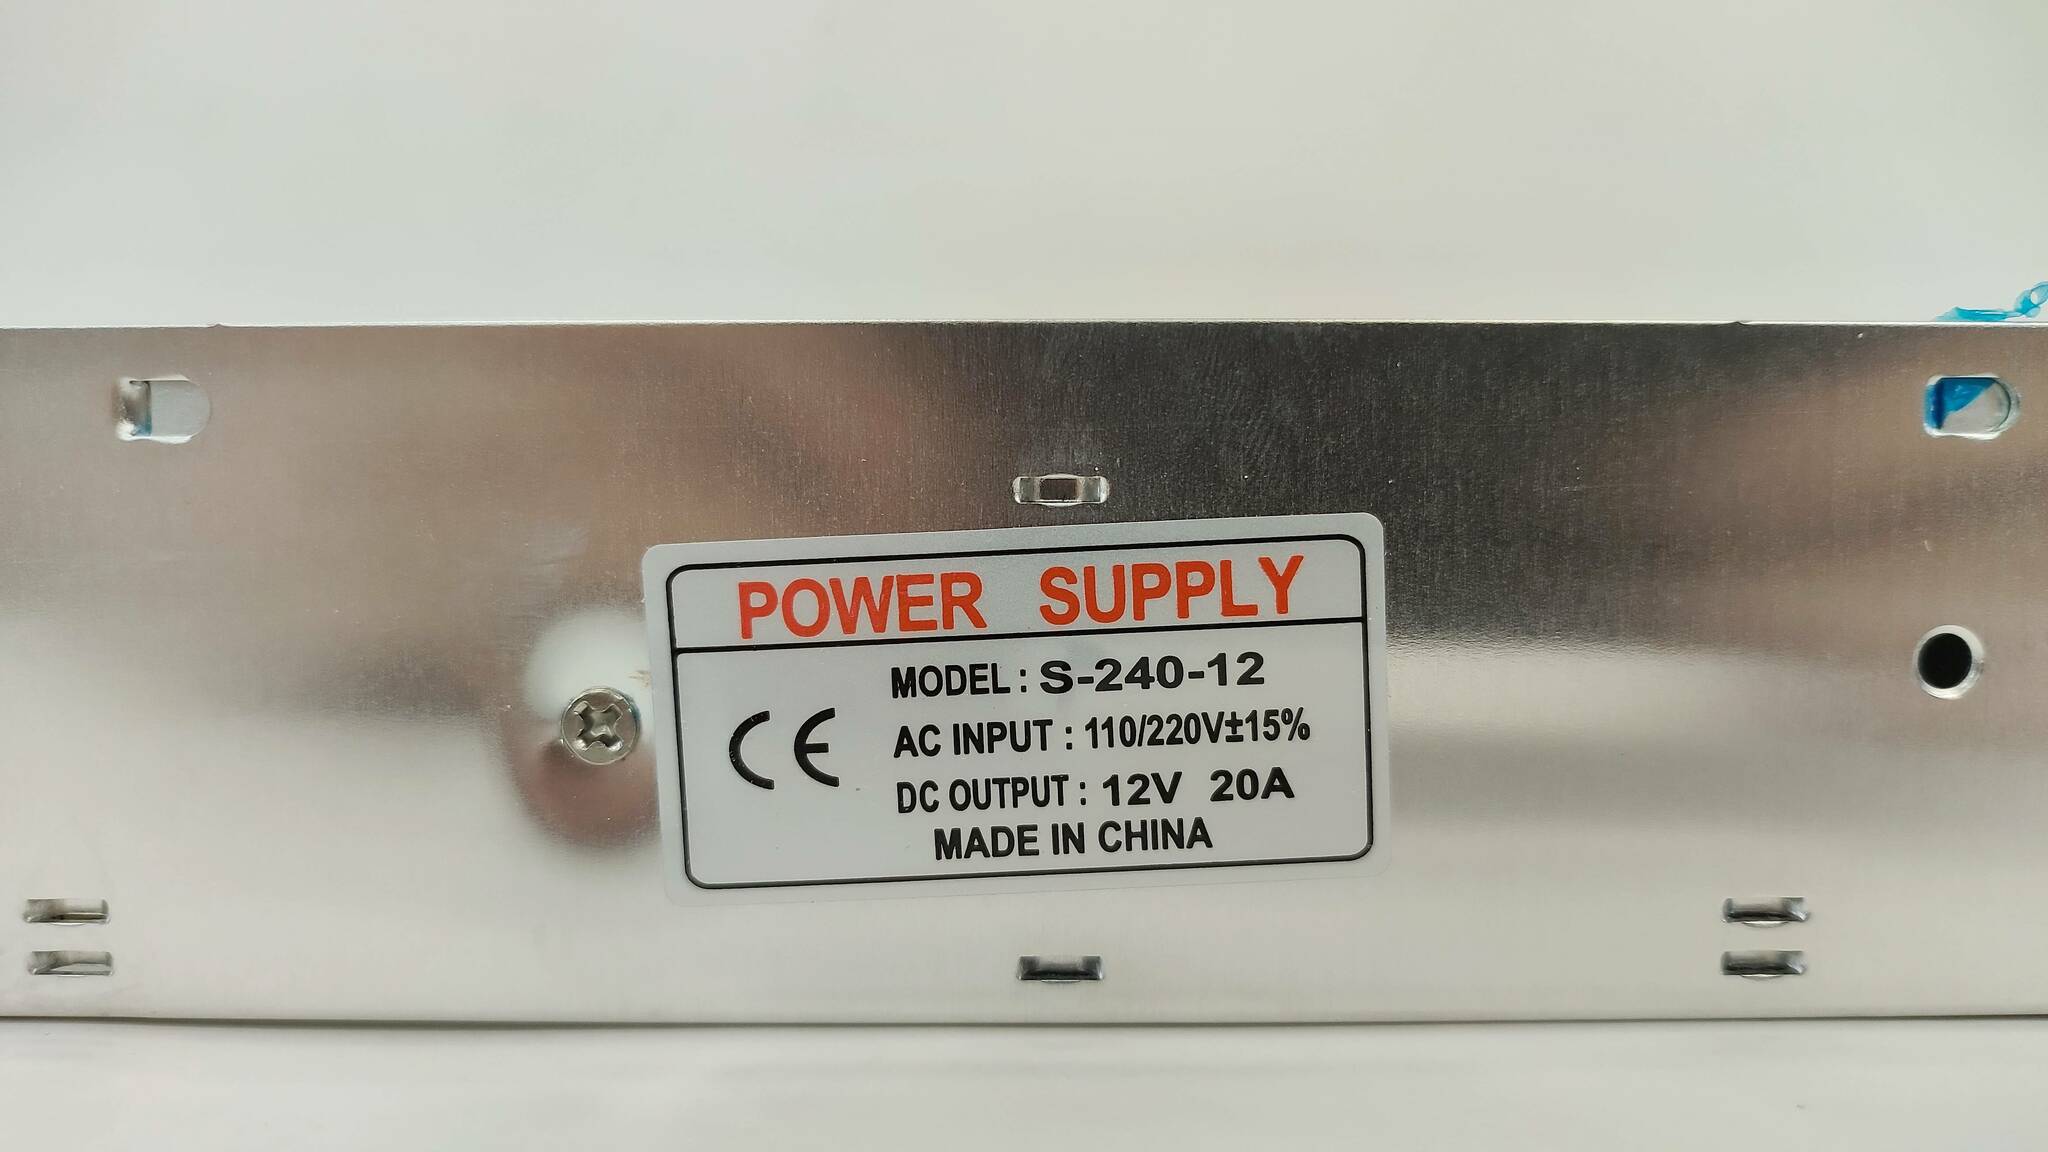 POWER SUPPLY
MODEL: S-240-12
CE AC INPUT : 110/220V±15%
DC OUTPUT : 12V 20A
MADE IN CHINA